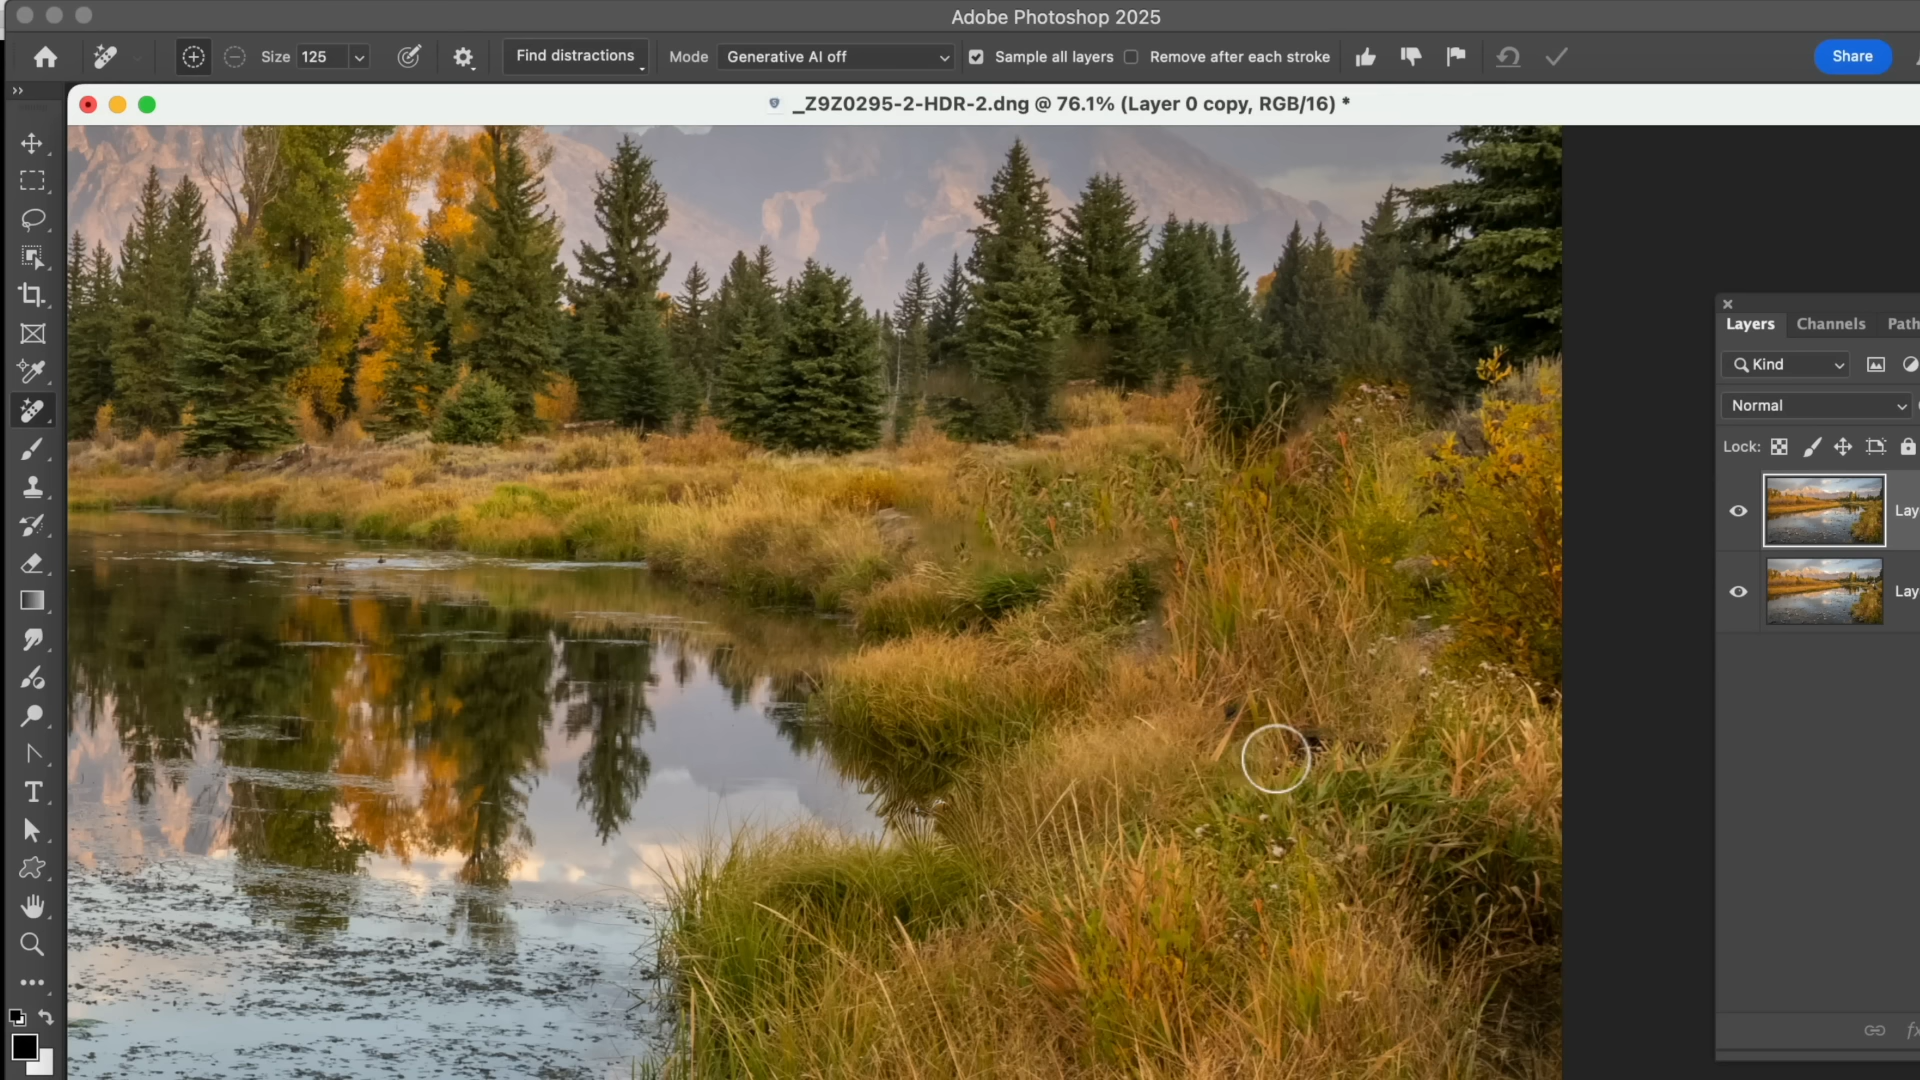 Adobe Photoshop 2025
Size 125 Find distractions Mode Generative AI off Sample all layers Remove after each stroke Share
_Z9Z0295-2-HDR-2.dng @ 76.1% (Layer 0 copy, RGB/16) *
Layers Channels Path
Kind
Normal
Lock:
Lay
Lay
fx